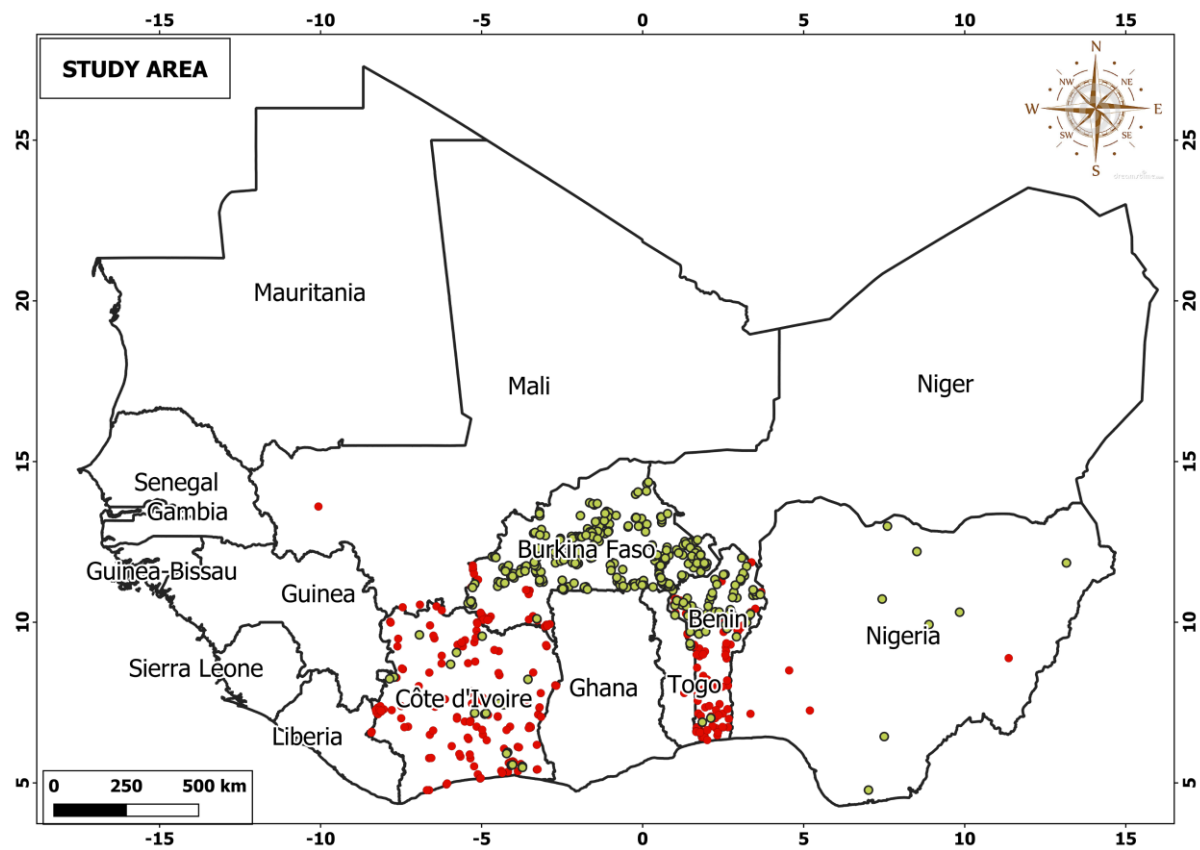 -15 -10 -5 0 5 10 15
STUDY AREA
N
NW NE
W E
SW SE
S
dreamstime.com
25 25
20 20
15 15
10 10
5 5
Mauritania
Mali
Niger
Senegal
Gambia
Guinea-Bissau
Guinea
Burkina Faso
Benin
Nigeria
Sierra Leone
Côte d'Ivoire
Ghana
Togo
Liberia
0 250 500 km
-15 -10 -5 0 5 10 15